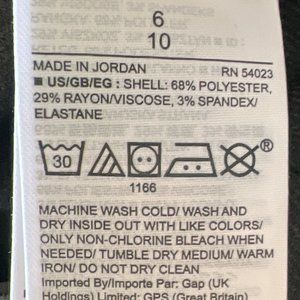 6
10
MADE IN JORDAN RN 54023
■ US/GB/EG : SHELL: 68% POLYESTER,
29% RAYON/VISCOSE, 3% SPANDEX/
ELASTANE
30 ®
1166
MACHINE WASH COLD/ WASH AND
DRY INSIDE OUT WITH LIKE COLORS/
ONLY NON-CHLORINE BLEACH WHEN
NEEDED/ TUMBLE DRY MEDIUM/ WARM
IRON/ DO NOT DRY CLEAN
Imported By/Importe Par: Gap (UK
Holdings) Limited: GPS (Great Britain)